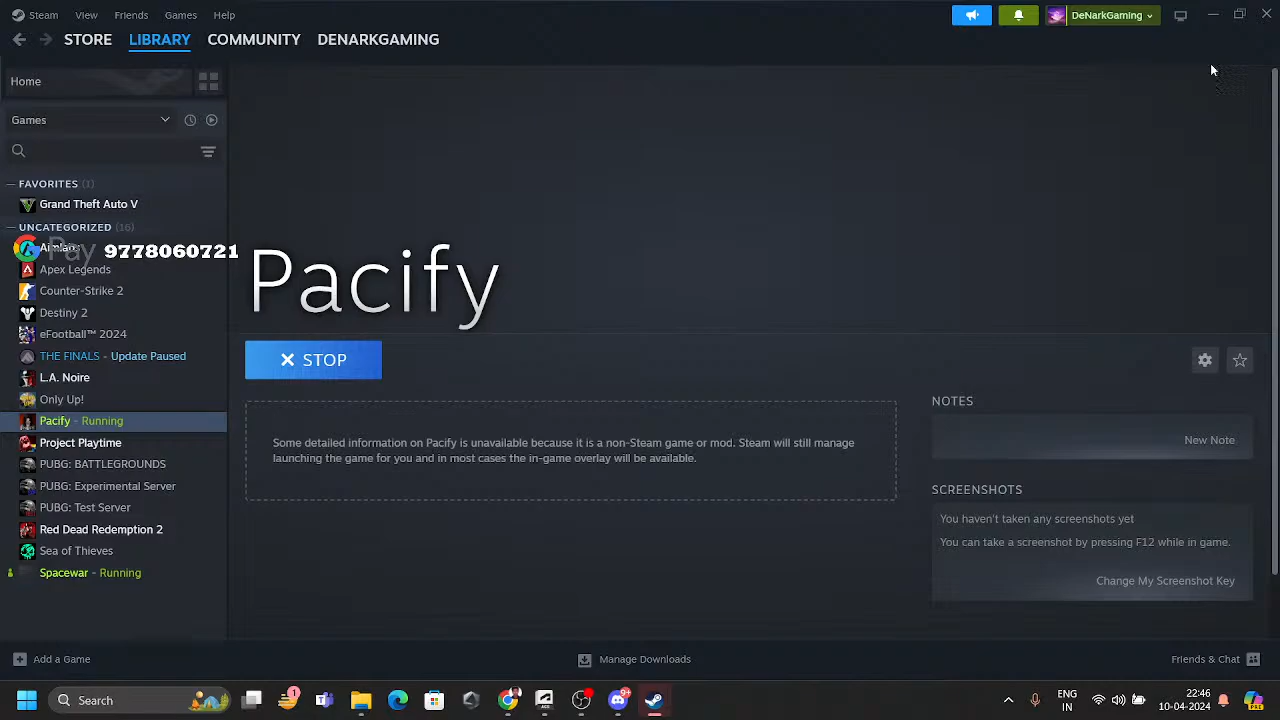 Steam View Friends Games Help
DeNarkGaming
STORE LIBRARY COMMUNITY DENARKGAMING
Home
Games
FAVORITES (1)
Grand Theft Auto V
UNCATEGORIZED (16)
Pay 9778060721
Apex Legends
Counter-Strike 2
Destiny 2
eFootball™ 2024
THE FINALS - Update Paused
L.A. Noire
Only Up!
Pacify - Running
Project Playtime
PUBG: BATTLEGROUNDS
PUBG: Experimental Server
PUBG: Test Server
Red Dead Redemption 2
Sea of Thieves
Spacewar - Running
Pacify
STOP
Some detailed information on Pacify is unavailable because it is a non-Steam game or mod. Steam will still manage
launching the game for you and in most cases the in-game overlay will be available.
NOTES
New Note
SCREENSHOTS
You haven't taken any screenshots yet
You can take a screenshot by pressing F12 while in game.
Change My Screenshot Key
Add a Game
Manage Downloads
Friends & Chat
Search
1
9+
ENG
IN
22:46
10-04-2024